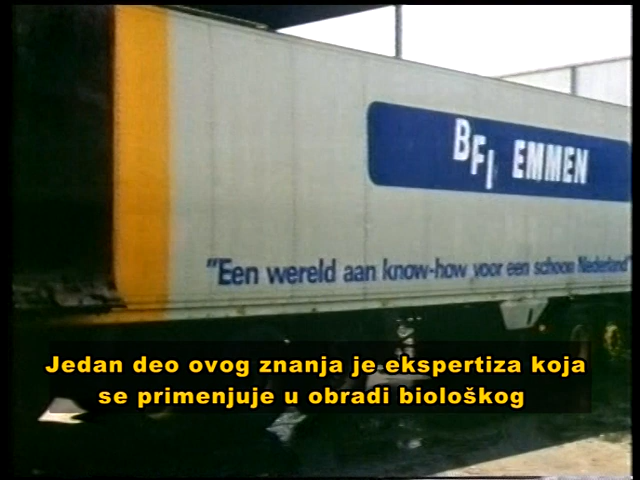 BFI EMMEN
"Een wereld aan know-how voor een schoon Nederland"
Jedan deo ovog znanja je ekspertiza koja
se primenjuje u obradi biološkog